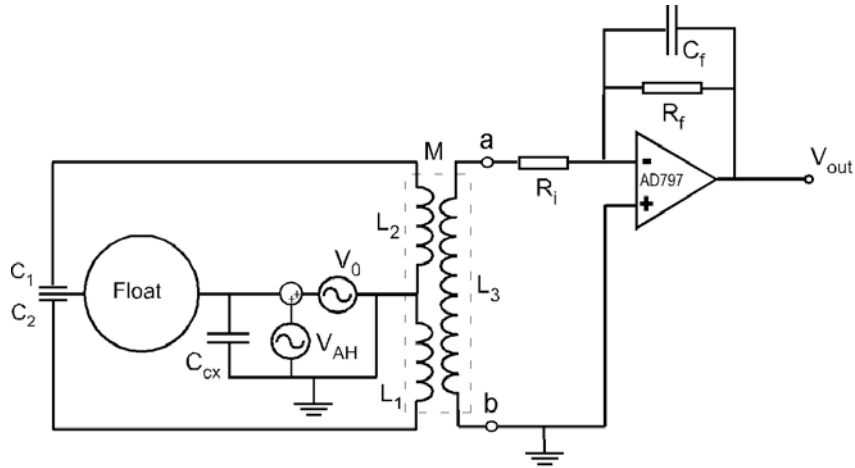 C_f
R_f
M
a
R_i
-
+
AD797
V_out
L_2
V_0
C_1
C_2
Float
+
+
L_3
V_AH
C_cx
L_1
b